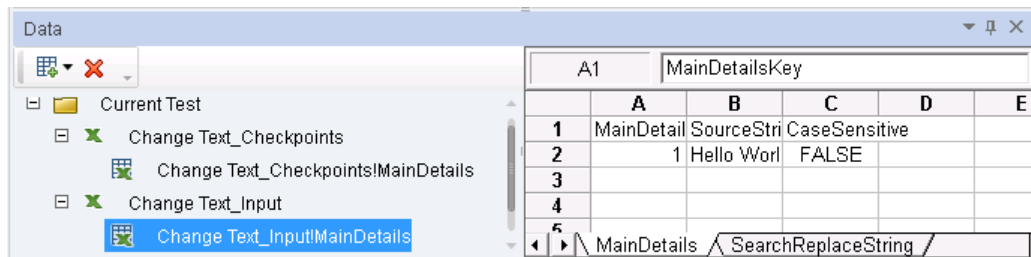 Data
Current Test
Change Text_Checkpoints
Change Text_Checkpoints!MainDetails
Change Text_Input
Change Text_Input!MainDetails
A1 MainDetailsKey
A B C D E
1 MainDetail SourceStri CaseSensitive
2 1 Hello Worl FALSE
3
4
5
MainDetails SearchReplaceString